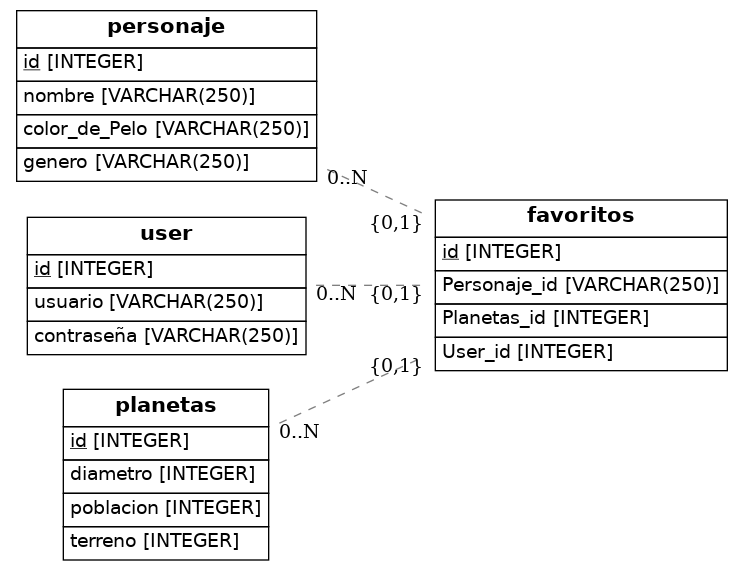 personaje
id [INTEGER]
nombre [VARCHAR(250)]
color_de_Pelo [VARCHAR(250)]
genero [VARCHAR(250)]
0..N
{0,1}
user
id [INTEGER]
usuario [VARCHAR(250)]
contraseña [VARCHAR(250)]
0..N
{0,1}
planetas
id [INTEGER]
diametro [INTEGER]
poblacion [INTEGER]
terreno [INTEGER]
0..N
{0,1}
favoritos
id [INTEGER]
Personaje_id [VARCHAR(250)]
Planetas_id [INTEGER]
User_id [INTEGER]